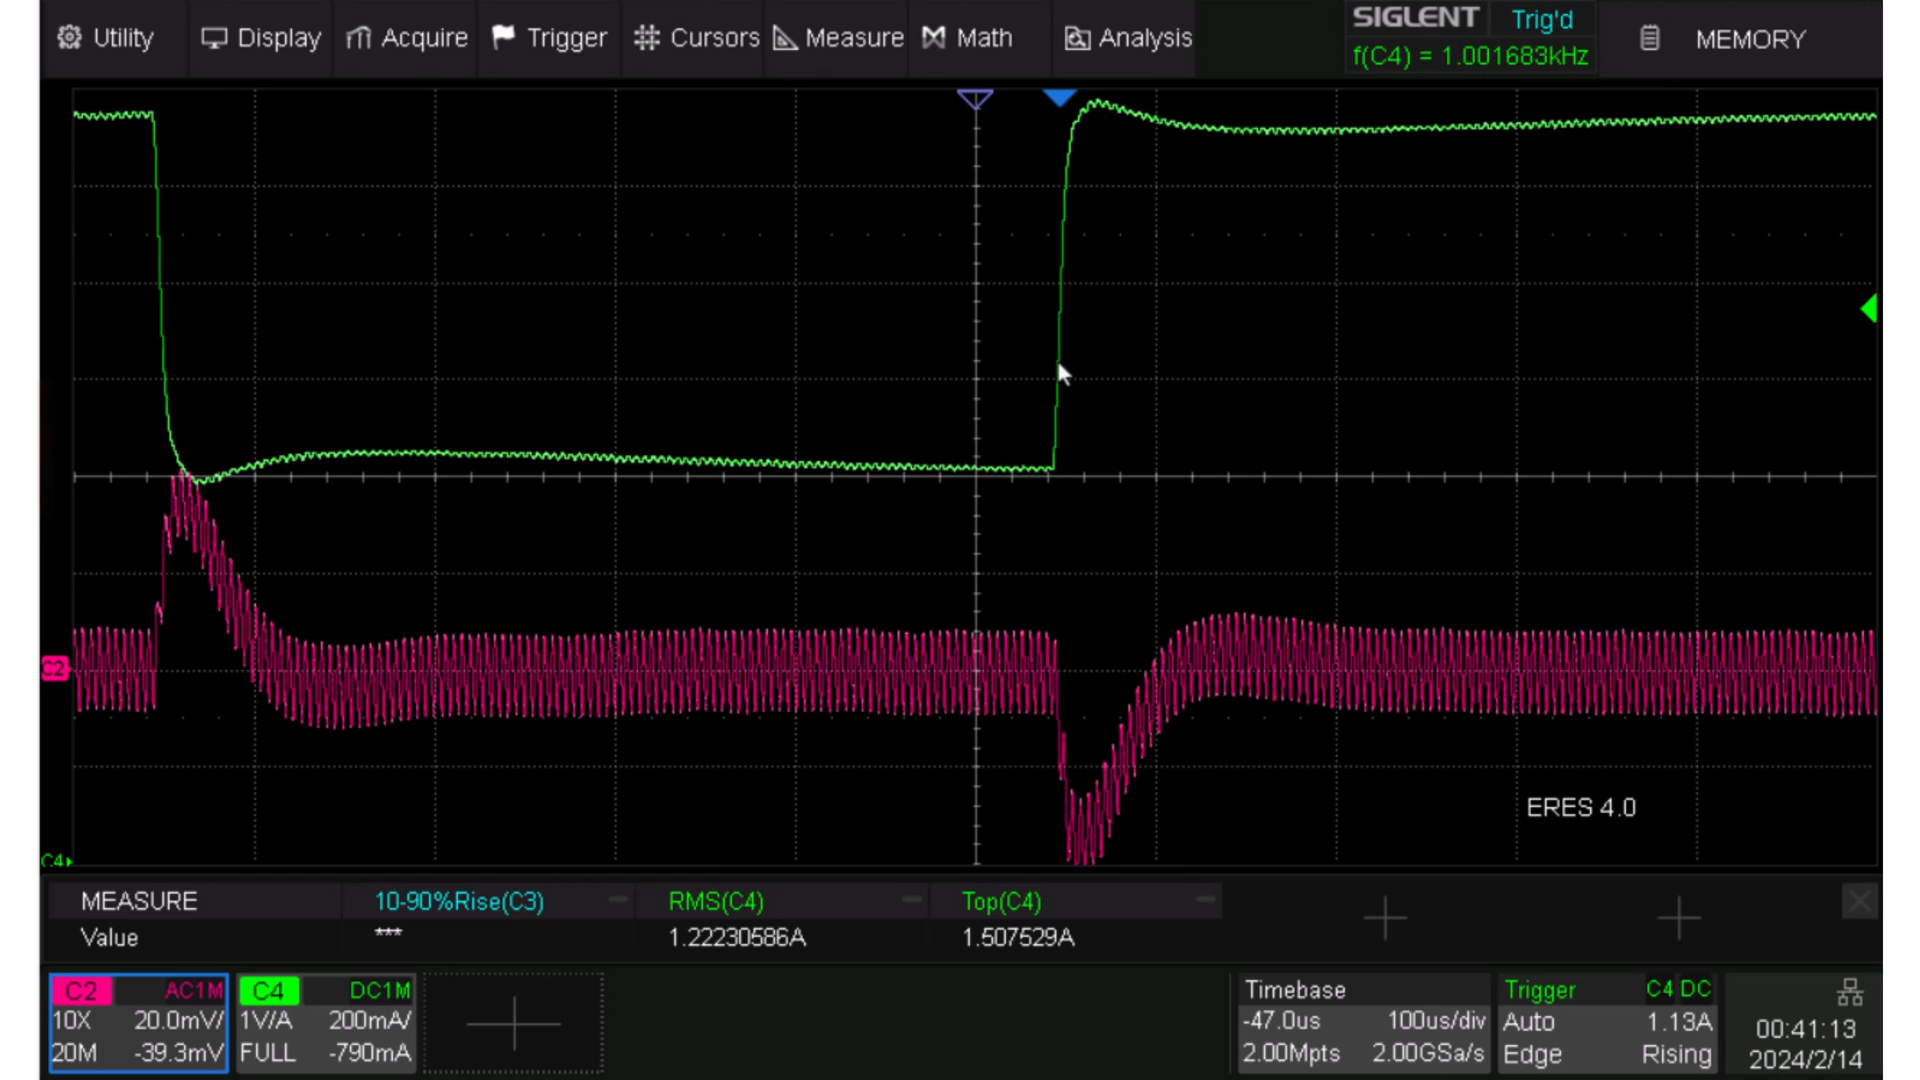 Utility Display Acquire Trigger Cursors Measure Math Analysis
SIGLENT Trig'd
f(C4) = 1.001683kHz
MEMORY
C2
C4
ERES 4.0
MEASURE 10-90%Rise(C3) RMS(C4) Top(C4)
Value *** 1.22230586A 1.507529A
C2 AC1M
10X 20.0mV/
20M -39.3mV
C4 DC1M
1V/A 200mA/
FULL -790mA
Timebase
-47.0us 100us/div
2.00Mpts 2.00GSa/s
Trigger C4 DC
Auto 1.13A
Edge Rising
00:41:13
2024/2/14